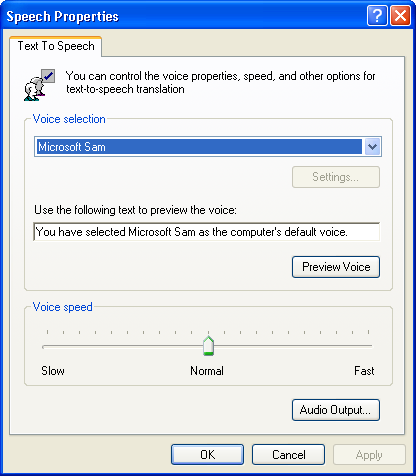 Speech Properties
Text To Speech
You can control the voice properties, speed, and other options for
text-to-speech translation
Voice selection
Microsoft Sam
Settings...
Use the following text to preview the voice:
You have selected Microsoft Sam as the computer's default voice.
Preview Voice
Voice speed
Slow Normal Fast
Audio Output...
OK Cancel Apply